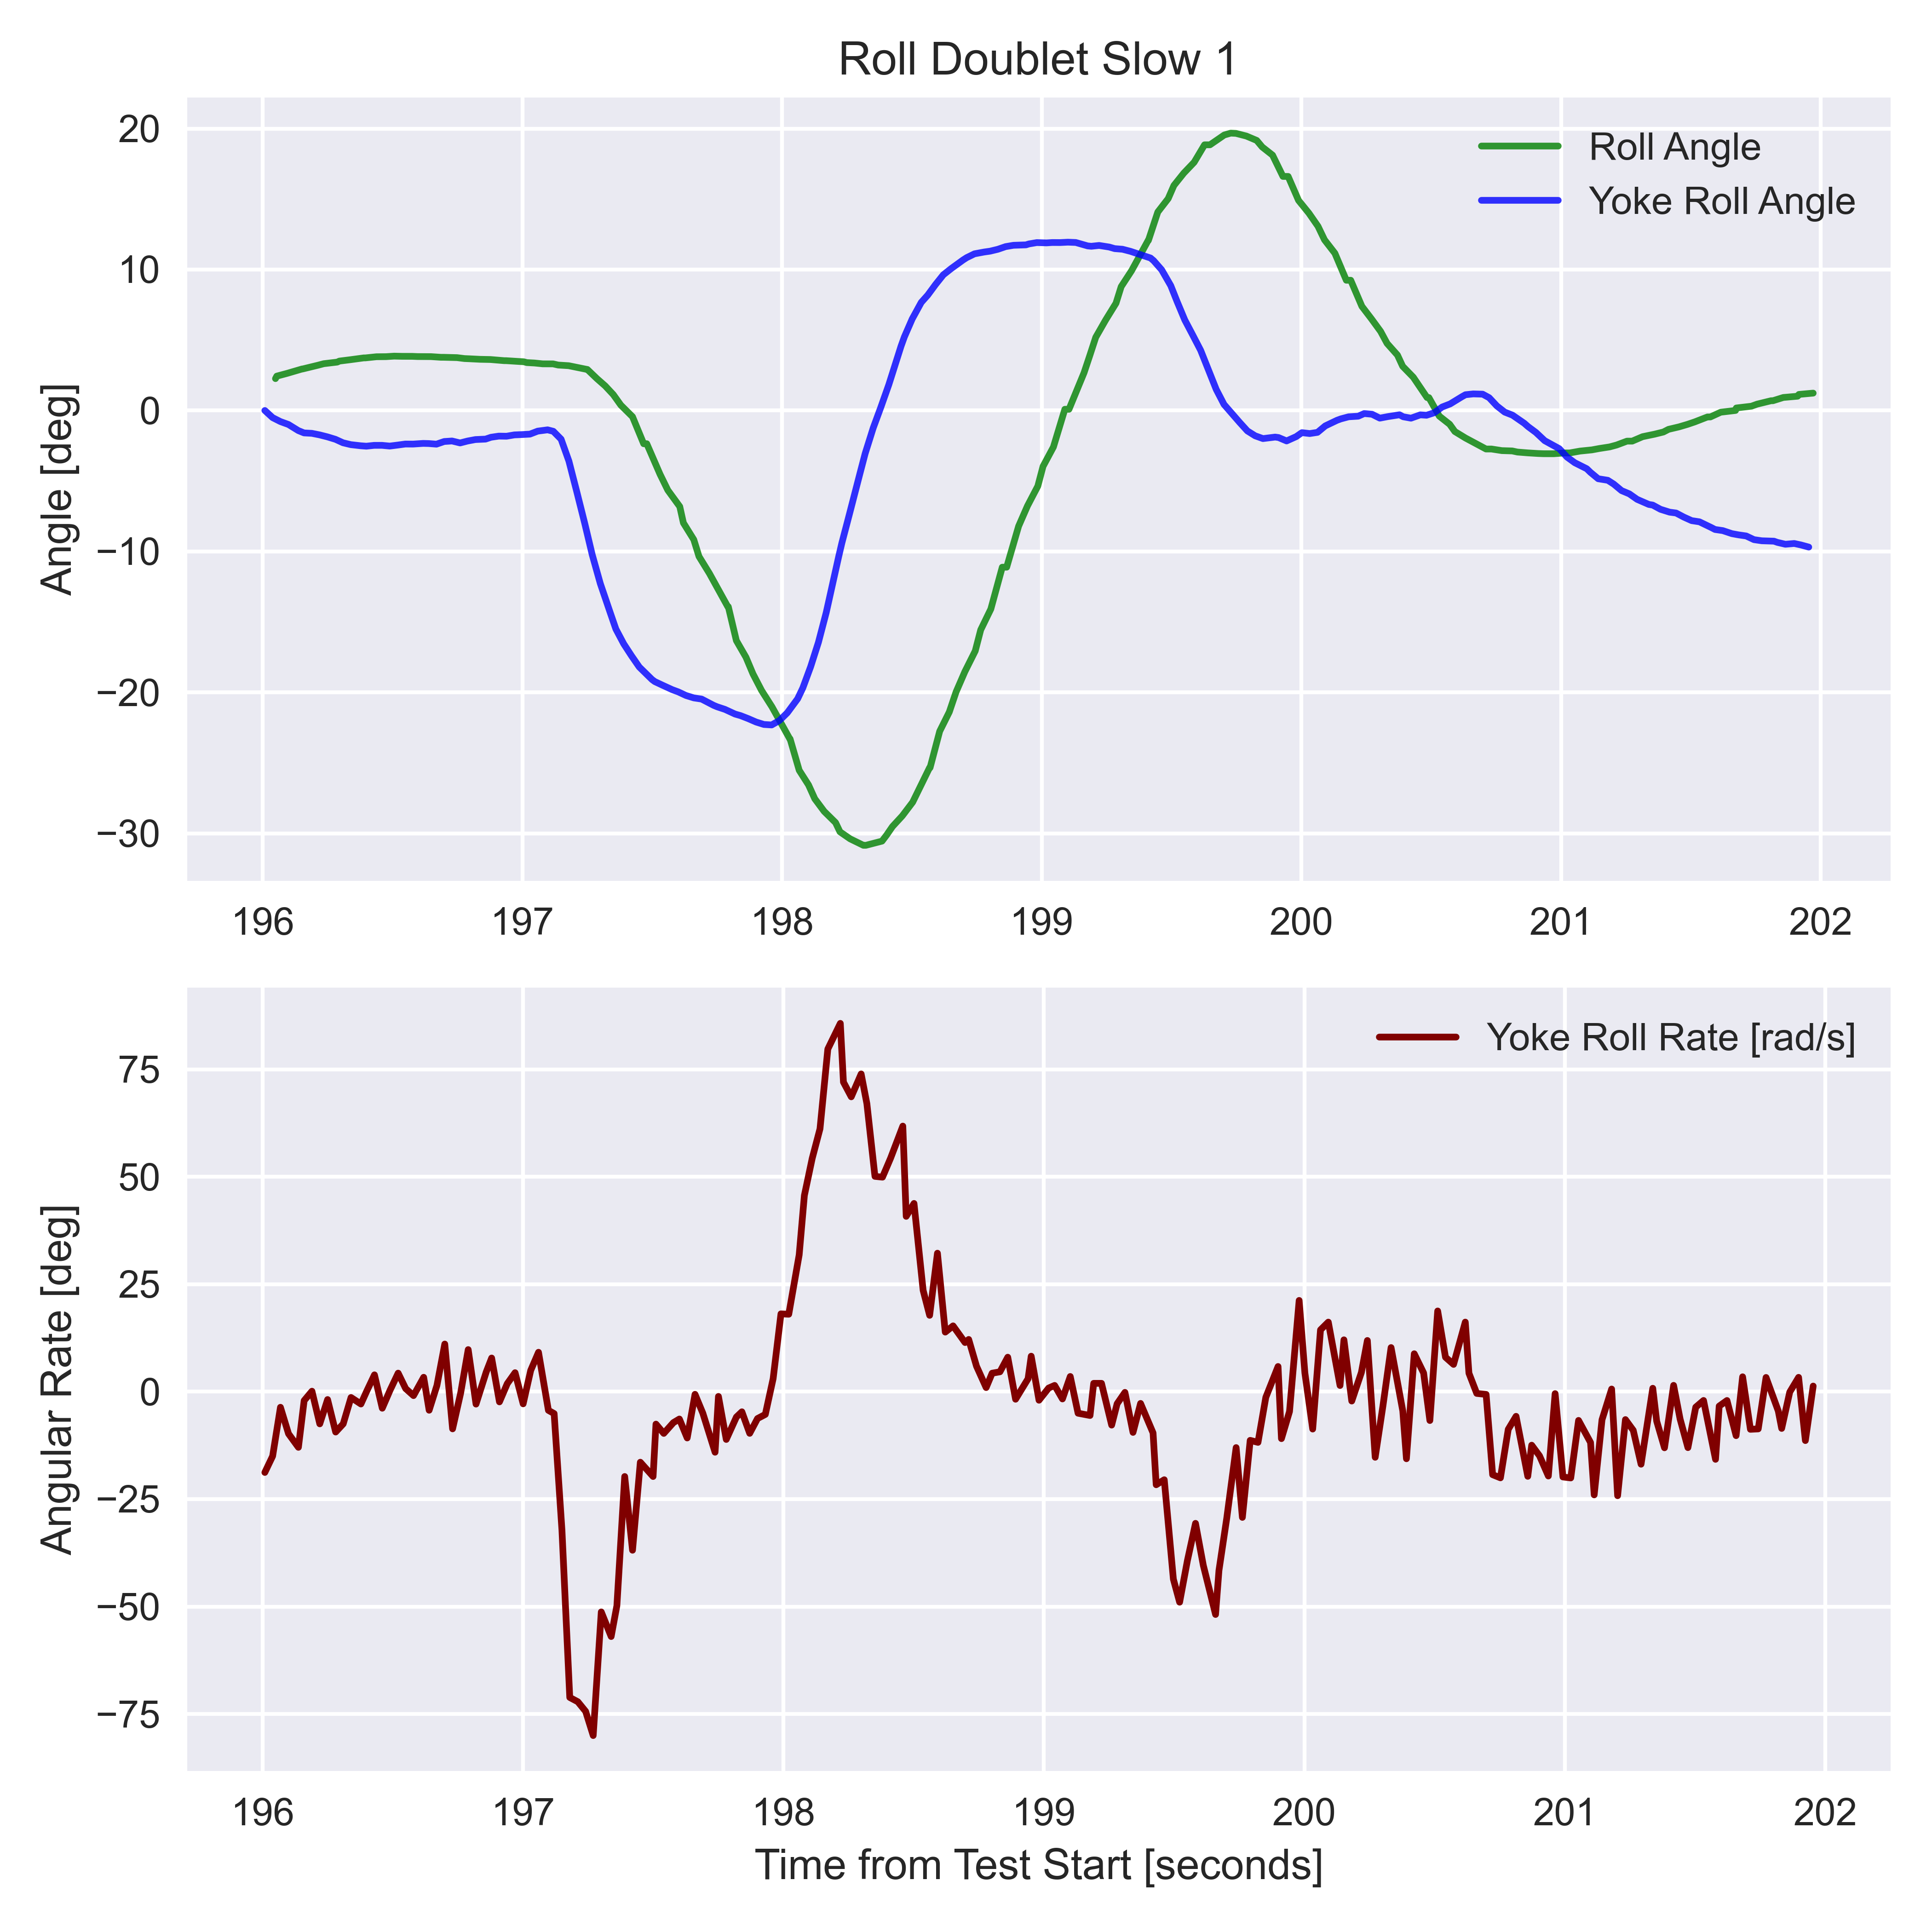 Roll Doublet Slow 1
Angle [deg]
20
10
0
−10
−20
−30
Roll Angle
Yoke Roll Angle
196 197 198 199 200 201 202
Angular Rate [deg]
75
50
25
0
−25
−50
−75
Yoke Roll Rate [rad/s]
196 197 198 199 200 201 202
Time from Test Start [seconds]